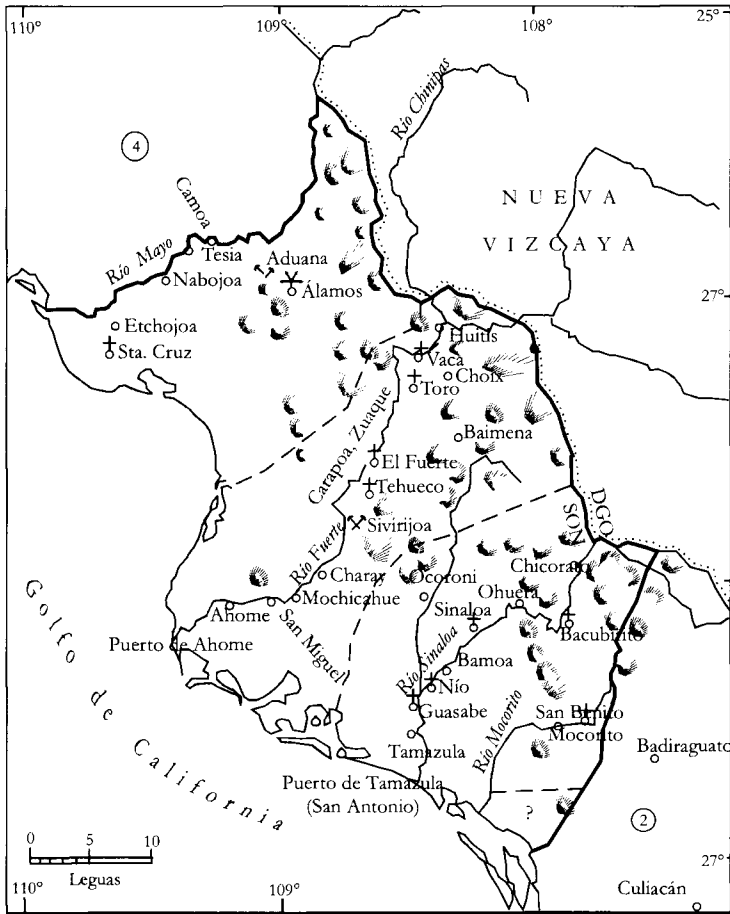 110°
109°
108°
25°
4
Río Chinipas
NUEVA
VIZCAYA
Camoa
Río Mayo
Tesia
Aduana
Nabojoa
Álamos
27°
Etchojoa
Sta. Cruz
Huitis
Vaca
Choix
Toro
Carapoa, Zuaque
Baimena
El Fuerte
Tehueco
Río Fuerte
Sivirijoa
DGO
SON
Chicorato
Charay
Ocoroni
Ohuera
Mochicahue
Ahome
San Miguel
Sinaloa
Bacubirito
Puerto de Ahome
Río Sinaloa
Bamoa
Nío
Guasabe
San Benito
Mocorito
Río Mocorito
Tamazula
Badiraguato
Golfo de California
Puerto de Tamazula
(San Antonio)
?
2
0 5 10
Leguas
27°
Culiacán
110°
109°